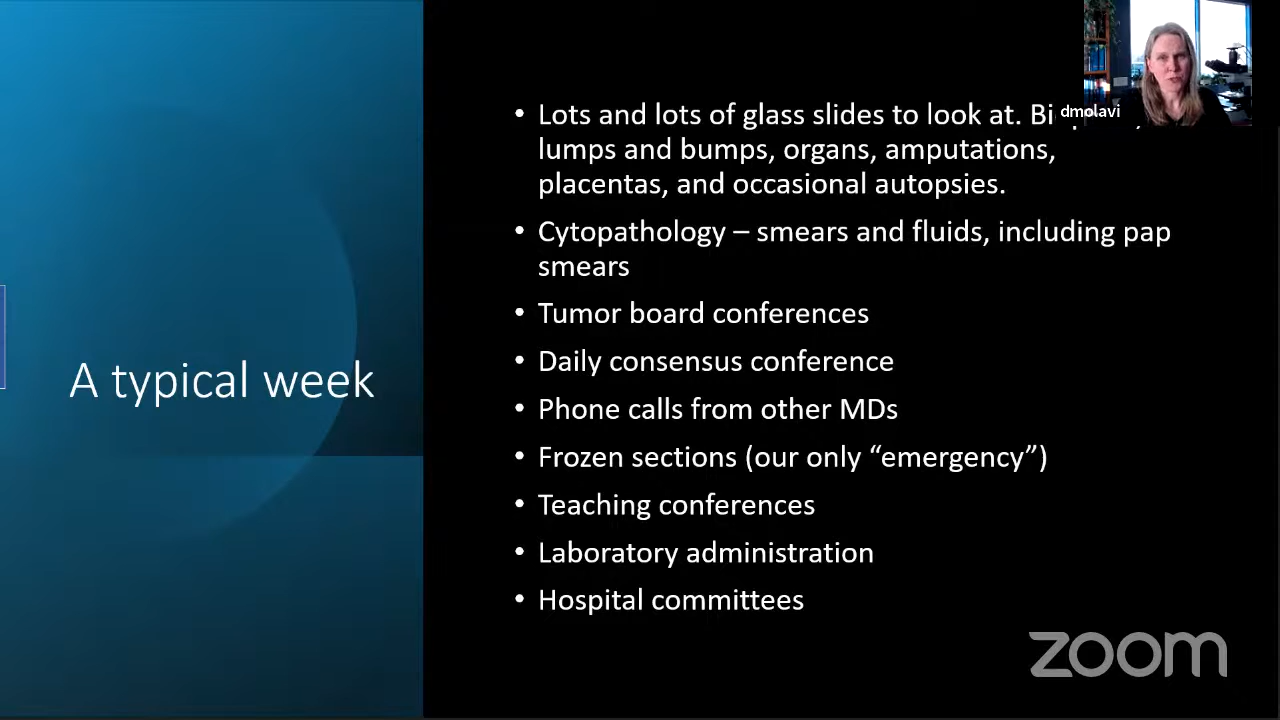 Lots and lots of glass slides to look at.
dmolavi
lumps and bumps, organs, amputations,
placentas, and occasional autopsies.
Cytopathology – smears and fluids, including pap
smears
Tumor board conferences
Daily consensus conference
A typical week
Phone calls from other MDs
Frozen sections (our only “emergency”)
Teaching conferences
Laboratory administration
Hospital committees
zoom